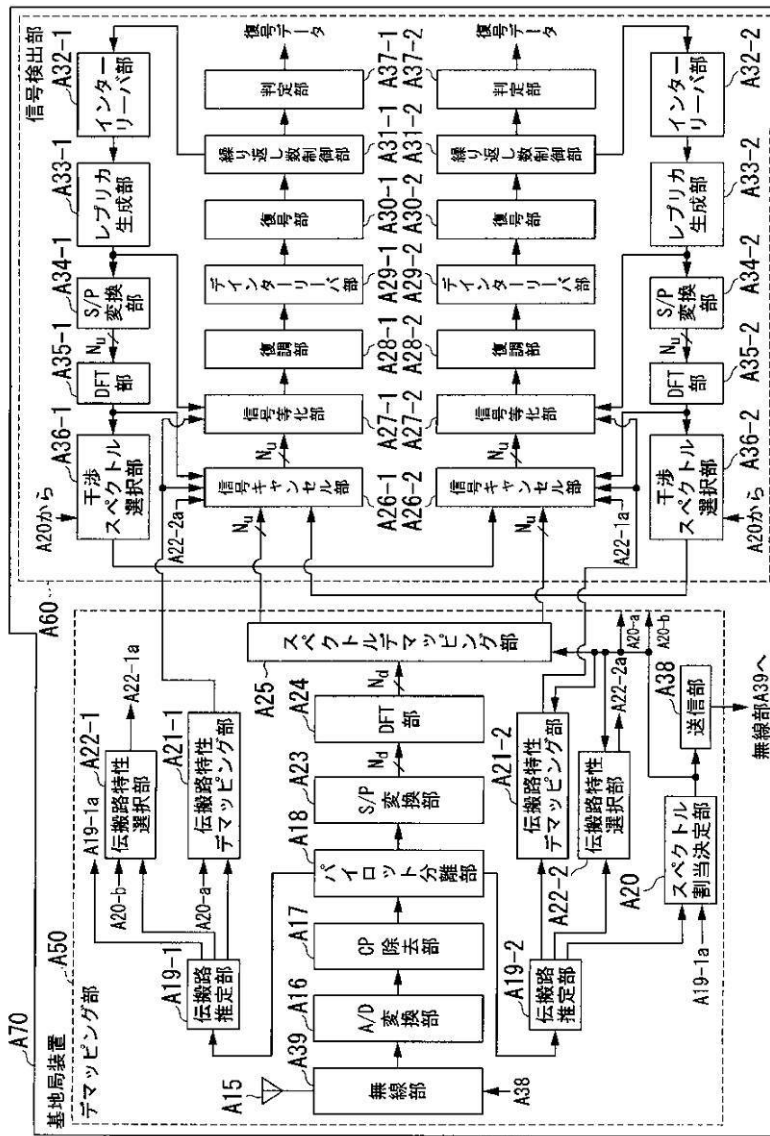 A70
基地局装置
A50
デマッピング部
A15
A39
無線部
A38
A16
A/D
変換部
A17
CP
除去部
A18
パイロット分離部
A23
S/P
変換部
Nd
A24
DFT部
Nd
A25
スペクトルデマッピング部
A19-1
伝搬路
推定部
A19-1a
A20-b
A20-a
A22-1
伝搬路特性
選択部
A22-1a
A21-1
伝搬路特性
デマッピング部
A19-2
伝搬路
推定部
A21-2
伝搬路特性
デマッピング部
A22-2
伝搬路特性
選択部
A22-2a
A20
スペクトル
割当決定部
A19-1a
A20-a
A20-b
A38
送信部
無線部A39へ
A60
信号検出部
A20から
A36-1
干渉
スペクトル
選択部
A35-1
DFT部
Nu
A34-1
S/P
変換部
A33-1
レプリカ
生成部
A32-1
インター
リーバ部
A22-2a
Nu
信号キャンセル部
A26-1
Nu
信号等化部
A27-1
復調部
A28-1
デインターリーバ部
A29-1
復号部
A30-1
繰り返し数制御部
A31-1
判定部
A37-1
復号データ
A26-2
信号キャンセル部
Nu
A22-1a
Nu
A27-2
信号等化部
A28-2
復調部
A29-2
デインターリーバ部
A30-2
復号部
A31-2
繰り返し数制御部
A37-2
判定部
復号データ
A20から
干渉
スペクトル
選択部
A36-2
DFT部
A35-2
Nu
S/P
変換部
A34-2
レプリカ
生成部
A33-2
インター
リーバ部
A32-2